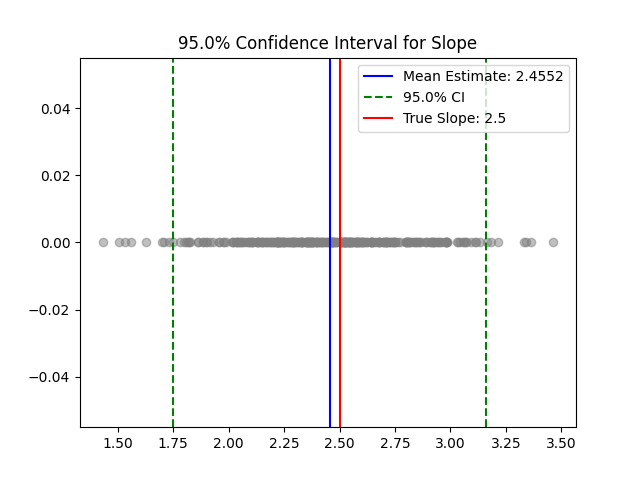 95.0% Confidence Interval for Slope
Mean Estimate: 2.4552
95.0% CI
True Slope: 2.5
0.04
0.02
0.00
−0.02
−0.04
1.50 1.75 2.00 2.25 2.50 2.75 3.00 3.25 3.50